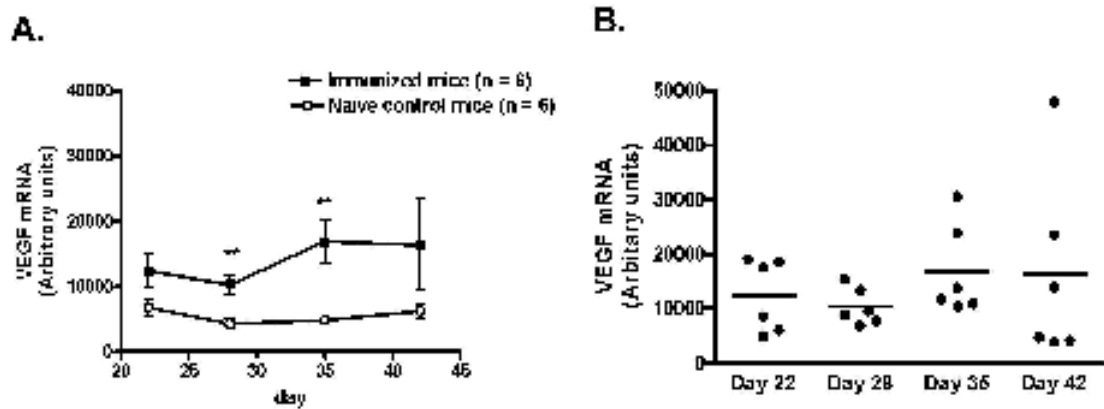 A.
Immunized mice (n = 6)
Naive control mice (n = 6)
40000
30000
20000
10000
0
VEGF mRNA
(Arbitrary units)
**
**
20 25 30 35 40 45
day
B.
50000
40000
30000
20000
10000
0
VEGF mRNA
(Arbitary units)
Day 22 Day 28 Day 35 Day 42